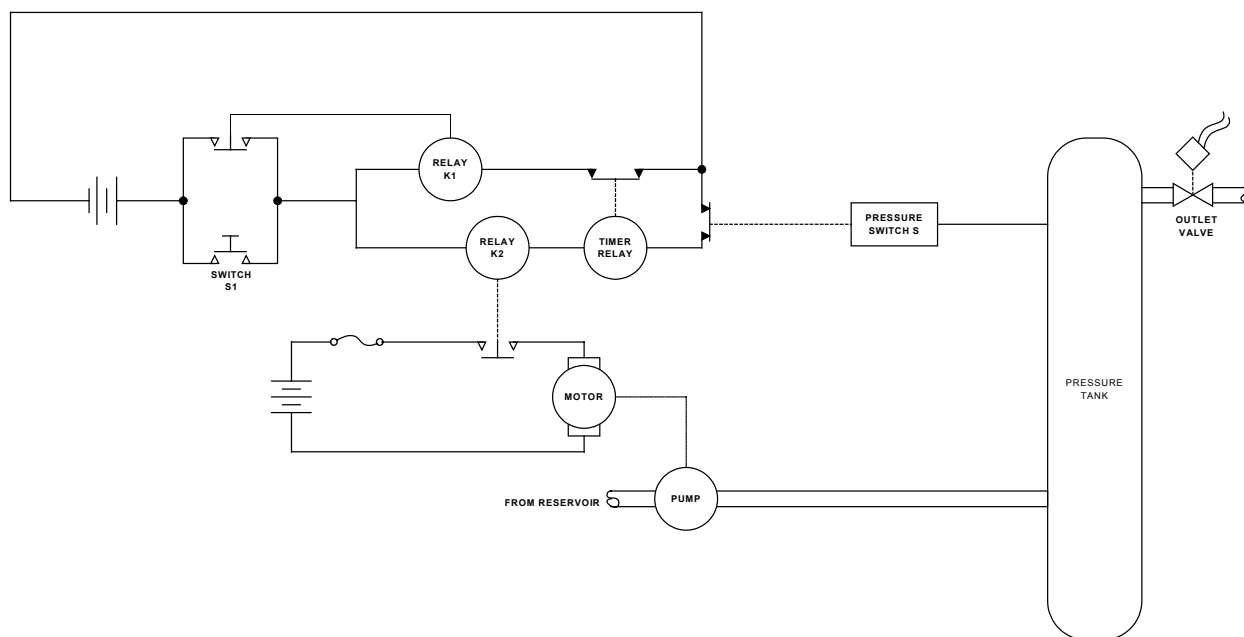 RELAY
K1
PRESSURE
SWITCH S
OUTLET
VALVE
RELAY
K2
TIMER
RELAY
SWITCH
S1
PRESSURE
TANK
MOTOR
FROM RESERVOIR
PUMP